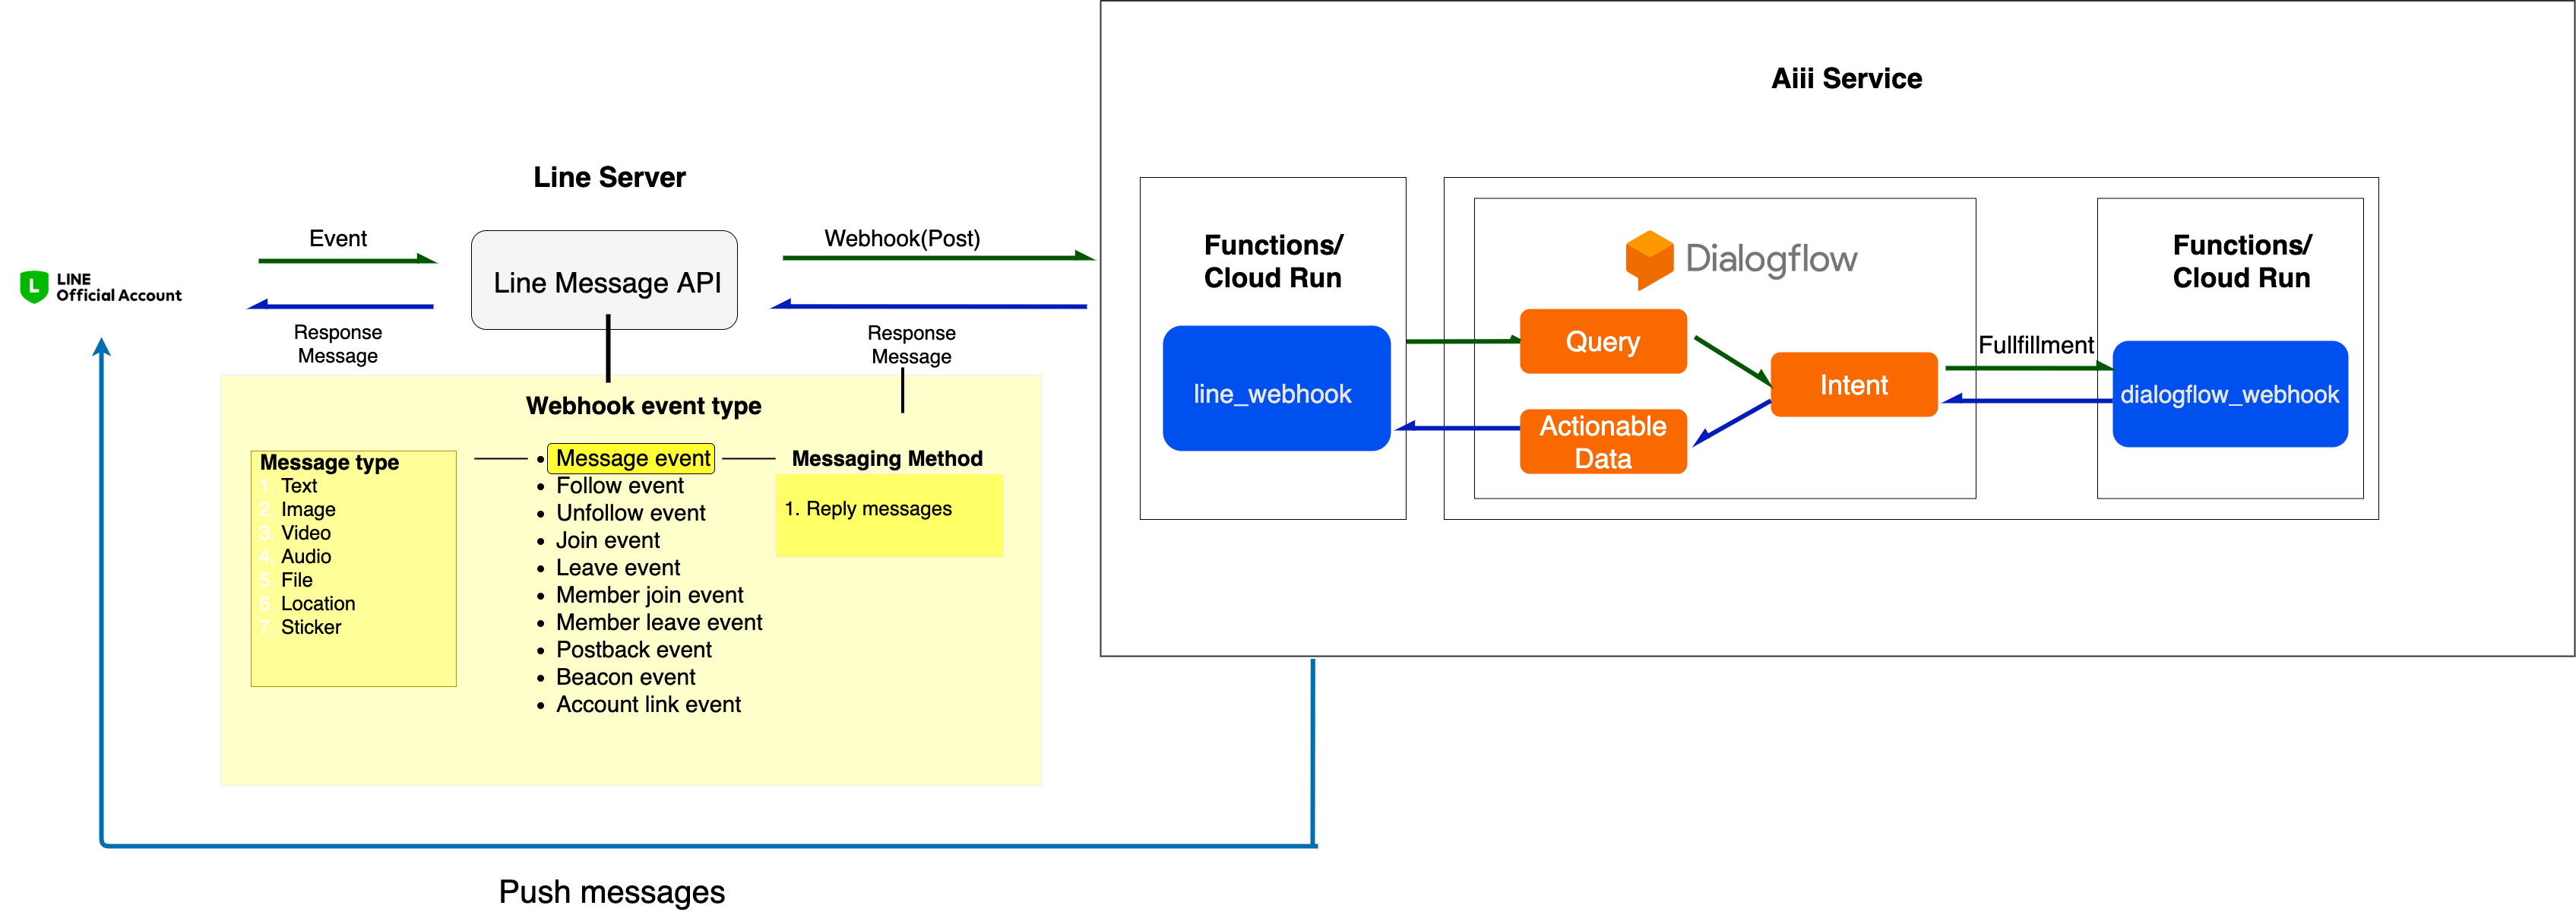 Aiii Service
Line Server
Event
Line Message API
Webhook(Post)
L
LINE
Official Account
Response
Message
Response
Message
Webhook event type
Message type
1. Text
2. Image
3. Video
4. Audio
5. File
6. Location
7. Sticker
• Message event
• Follow event
• Unfollow event
• Join event
• Leave event
• Member join event
• Member leave event
• Postback event
• Beacon event
• Account link event
Messaging Method
1. Reply messages
Functions/
Cloud Run
line_webhook
Dialogflow
Query
Intent
Actionable
Data
Fullfillment
Functions/
Cloud Run
dialogflow_webhook
Push messages